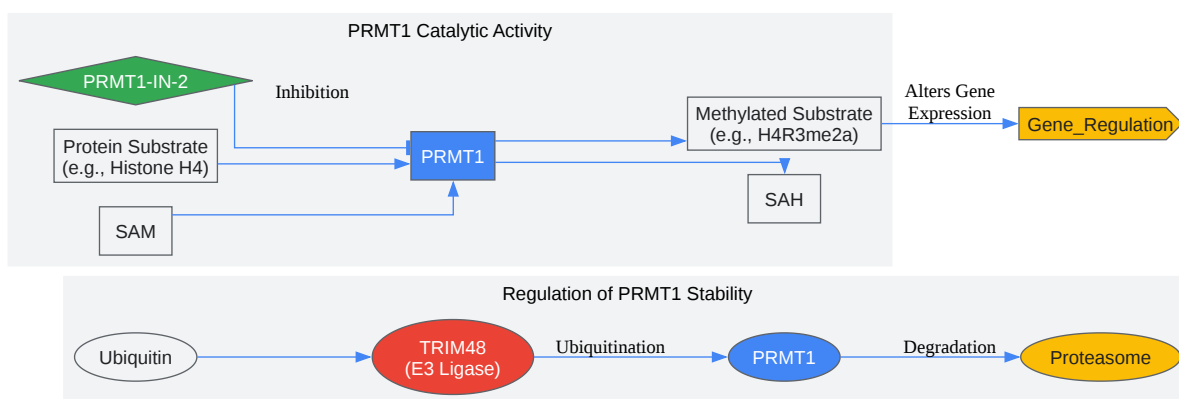 PRMT1 Catalytic Activity
PRMT1-IN-2
Inhibition
Protein Substrate
(e.g., Histone H4)
SAM
PRMT1
Methylated Substrate
(e.g., H4R3me2a)
SAH
Alters Gene
Expression
Gene_Regulation
Regulation of PRMT1 Stability
Ubiquitin
TRIM48
(E3 Ligase)
Ubiquitination
PRMT1
Degradation
Proteasome